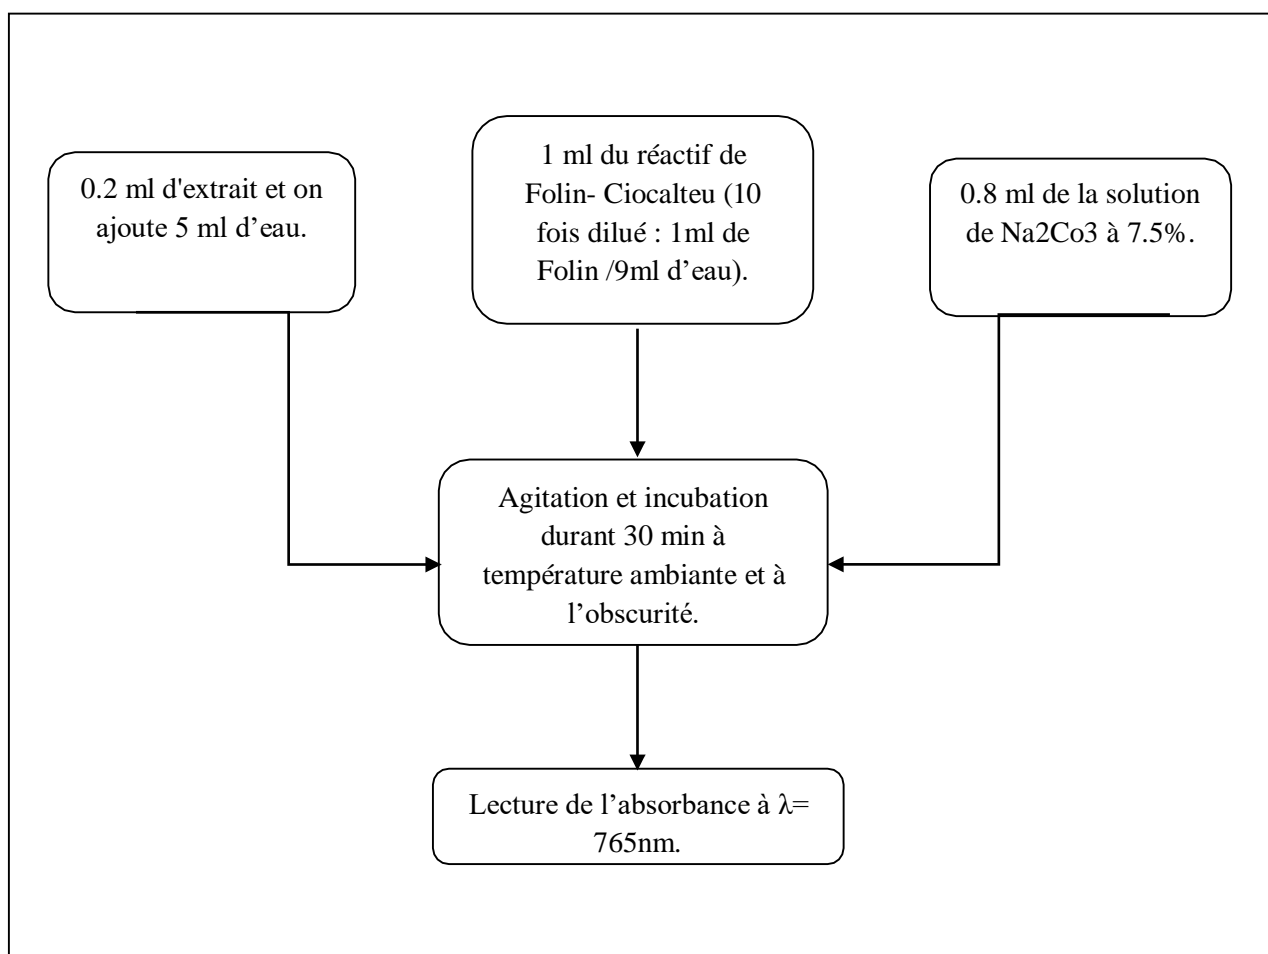 0.2 ml d'extrait et on
ajoute 5 ml d’eau.
1 ml du réactif de
Folin- Ciocalteu (10
fois dilué : 1ml de
Folin /9ml d’eau).
0.8 ml de la solution
de Na2Co3 à 7.5%.
Agitation et incubation
durant 30 min à
température ambiante et à
l’obscurité.
Lecture de l’absorbance à λ=
765nm.